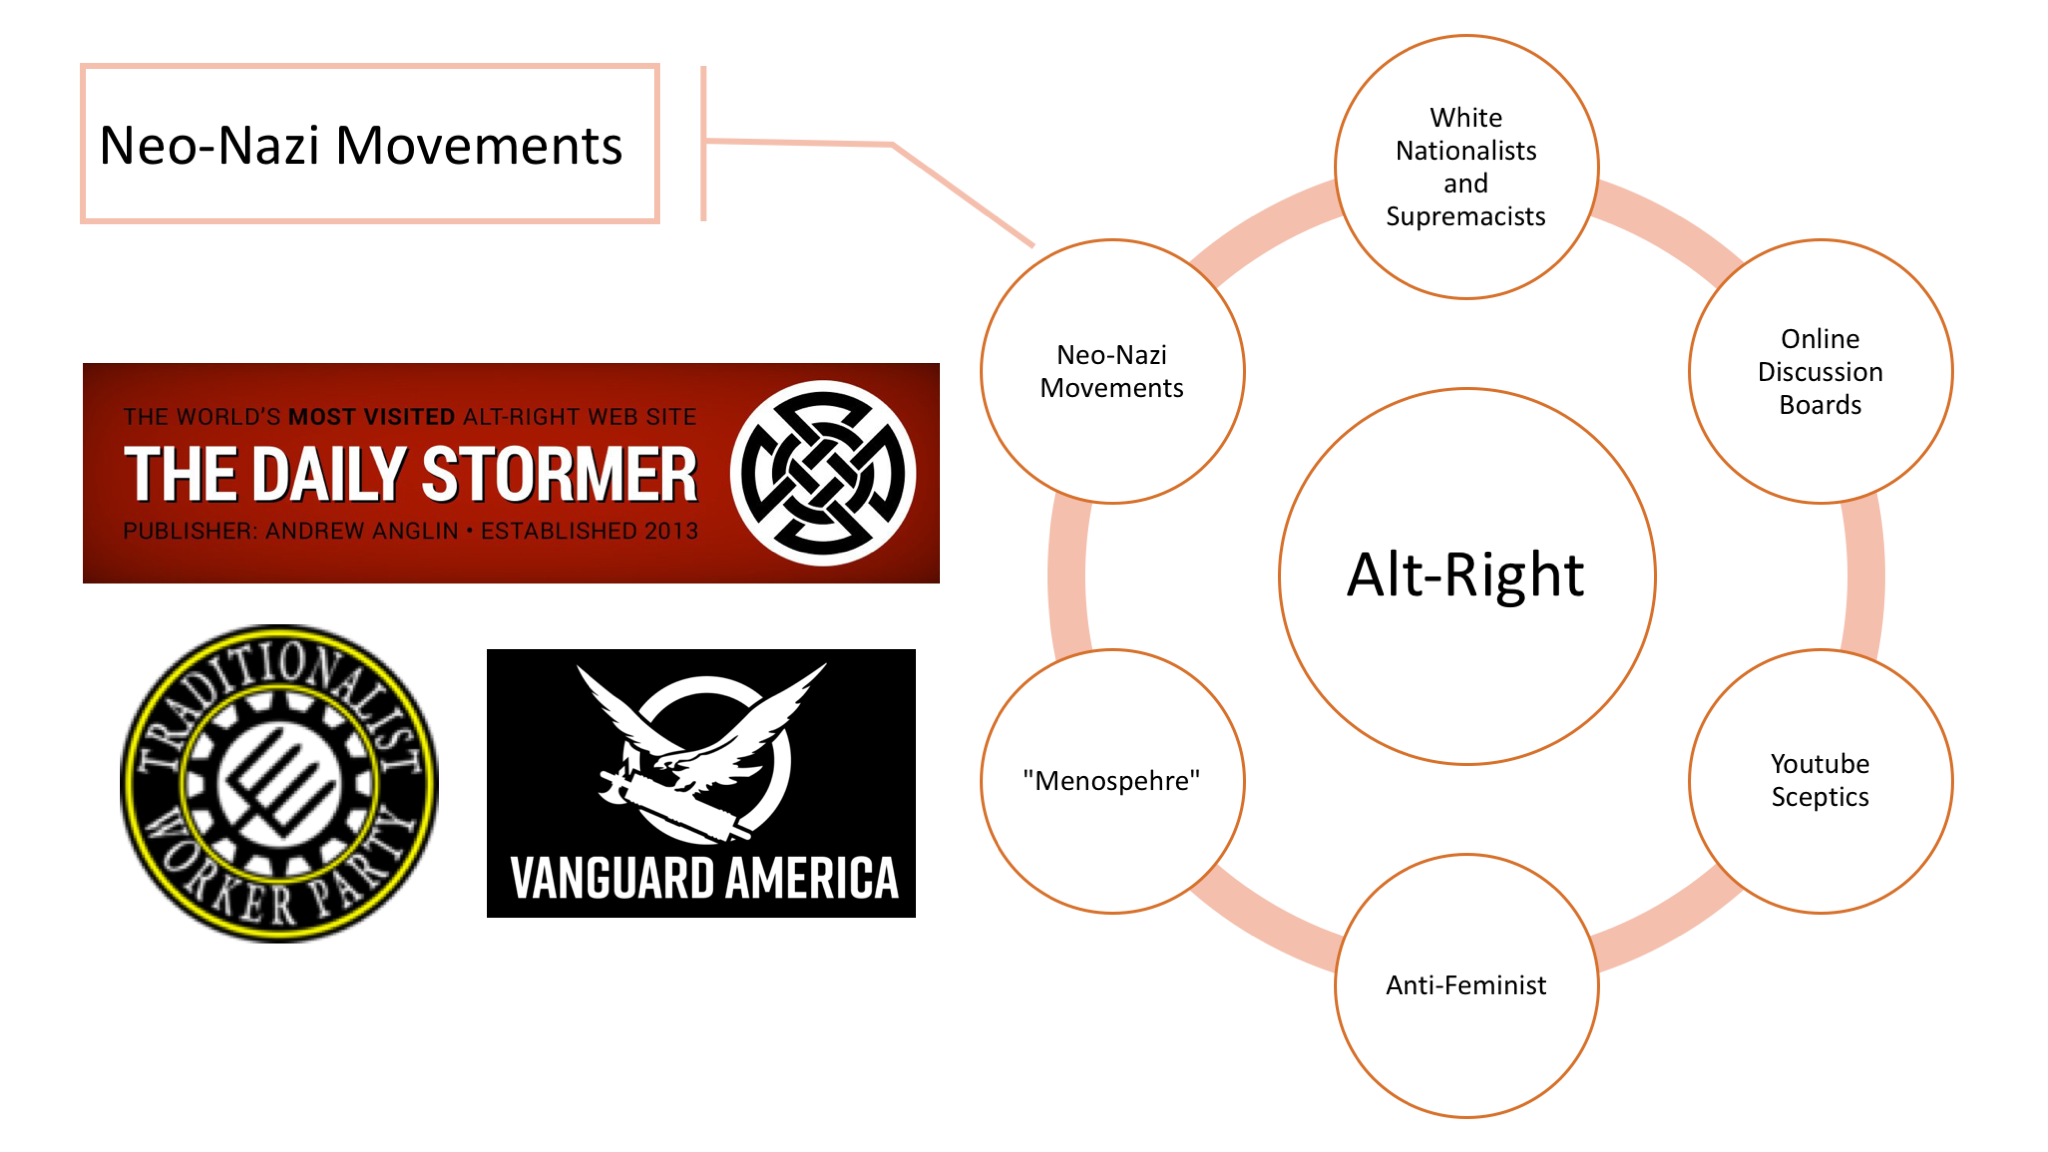 Neo-Nazi Movements
THE WORLD'S MOST VISITED ALT-RIGHT WEB SITE
THE DAILY STORMER
PUBLISHER: ANDREW ANGLIN • ESTABLISHED 2013
TRADITIONALIST
WORKER PARTY
VANGUARD AMERICA
White
Nationalists
and
Supremacists
Neo-Nazi
Movements
Online
Discussion
Boards
Alt-Right
"Menospehre"
Youtube
Sceptics
Anti-Feminist